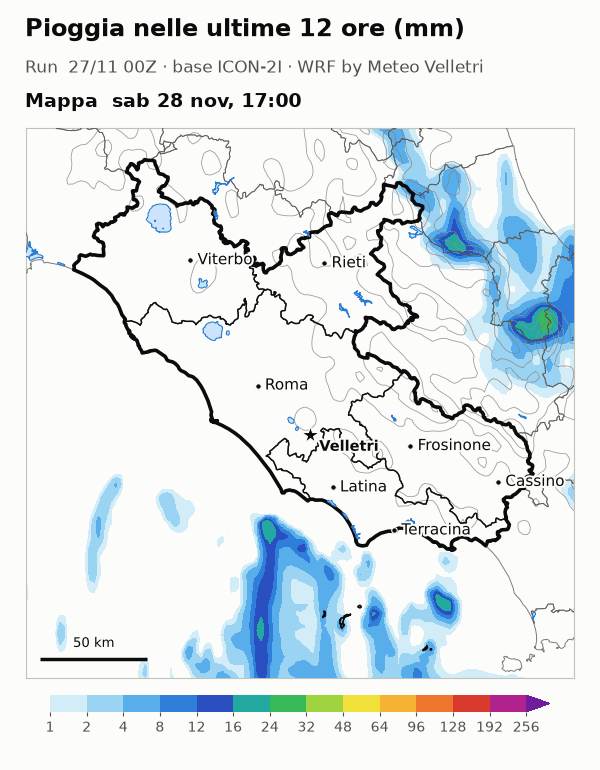 Pioggia nelle ultime 12 ore (mm)
Run 27/11 00Z · base ICON-2I · WRF by Meteo Velletri
Mappa sab 28 nov, 17:00
Viterbo
Rieti
Roma
Velletri
Frosinone
Latina
Cassino
Terracina
50 km
1 2 4 8 12 16 24 32 48 64 96 128 192 256